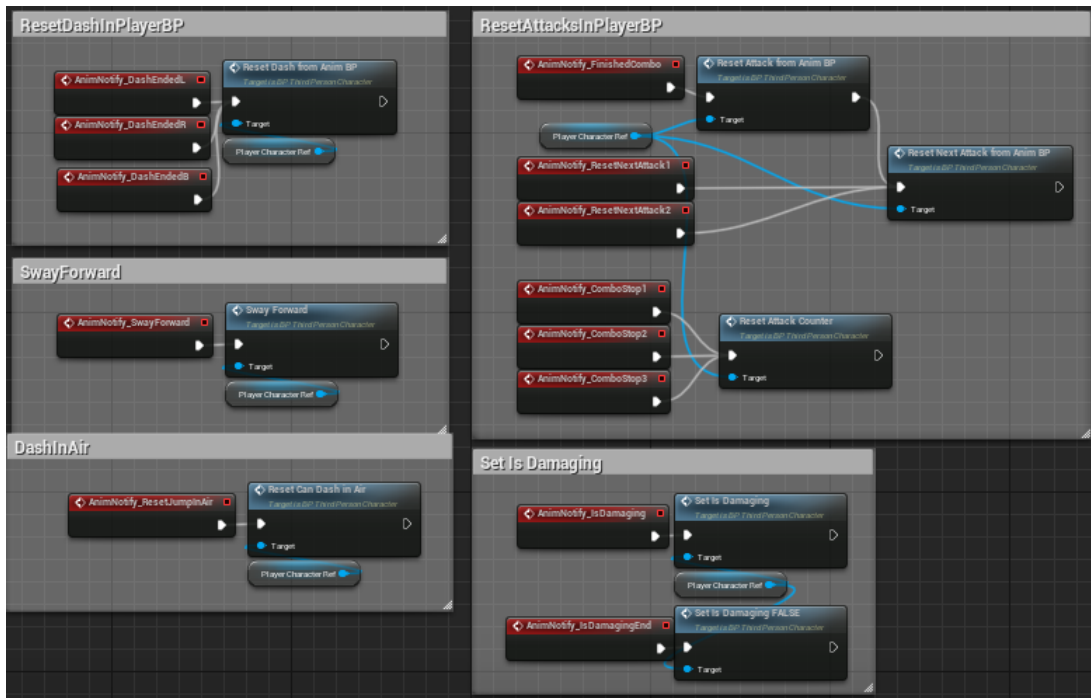 ResetDashInPlayerBP
AnimNotify_DashEndedL
AnimNotify_DashEndedR
AnimNotify_DashEndedB
Reset Dash from Anim BP
Target is BP Third Person Character
Target
Player Character Ref
SwayForward
AnimNotify_SwayForward
Sway Forward
Target is BP Third Person Character
Target
Player Character Ref
DashInAir
AnimNotify_ResetJumpInAir
Reset Can Dash in Air
Target is BP Third Person Character
Target
Player Character Ref
ResetAttacksInPlayerBP
AnimNotify_FinishedCombo
Reset Attack from Anim BP
Target is BP Third Person Character
Target
Player Character Ref
AnimNotify_ResetNextAttack1
AnimNotify_ResetNextAttack2
Reset Next Attack from Anim BP
Target is BP Third Person Character
Target
AnimNotify_ComboStop1
AnimNotify_ComboStop2
AnimNotify_ComboStop3
Reset Attack Counter
Target is BP Third Person Character
Target
Set Is Damaging
AnimNotify_IsDamaging
Set Is Damaging
Target is BP Third Person Character
Target
Player Character Ref
AnimNotify_IsDamagingEnd
Set Is Damaging FALSE
Target is BP Third Person Character
Target